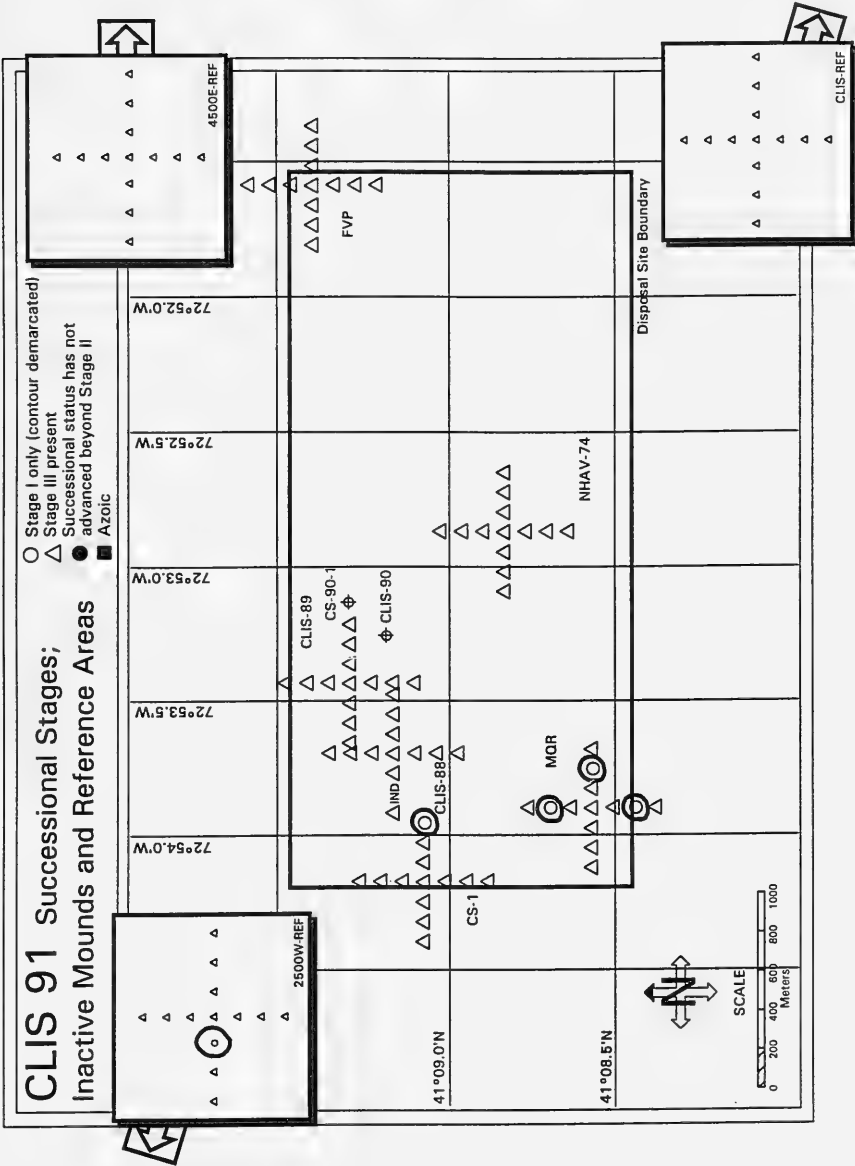 CLIS 91 Successional Stages;
Inactive Mounds and Reference Areas
Stage I only (contour demarcated)
Stage III present
Successional status has not
advanced beyond Stage II
Azoic
2500W-REF
4500E-REF
CLIS-REF
72°54.0'W
72°53.5'W
72°53.0'W
72°52.5'W
72°52.0'W
41°09.0'N
41°08.5'N
FVP
CLIS-89
CS-90-1
CLIS-90
IND
CLIS-88
CS-1
MQR
NHAV-74
Disposal Site Boundary
N
SCALE
0 200 400 600 800 1000
Meters